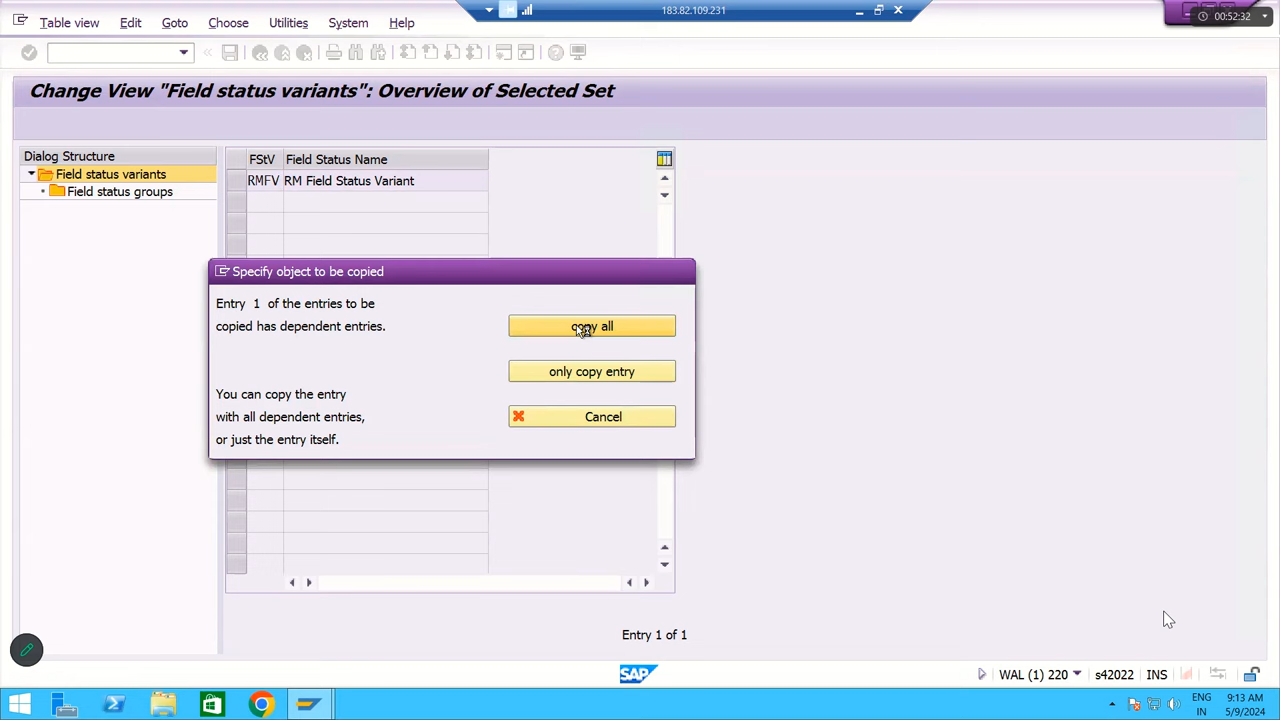 183.82.109.231
00:52:32
Table view Edit Goto Choose Utilities System Help
Change View "Field status variants": Overview of Selected Set
Dialog Structure
Field status variants
Field status groups
FStV Field Status Name
RMFV RM Field Status Variant
Specify object to be copied
Entry 1 of the entries to be
copied has dependent entries.
copy all
only copy entry
You can copy the entry
with all dependent entries,
or just the entry itself.
Cancel
Entry 1 of 1
SAP
WAL (1) 220 s42022 INS
ENG
IN
9:13 AM
5/9/2024